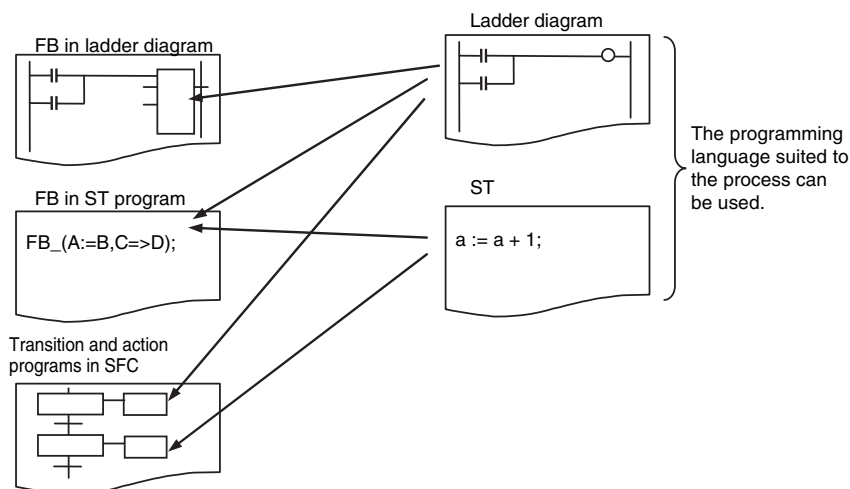 FB in ladder diagram
Ladder diagram
The programming
language suited to
the process can
be used.
FB in ST program
FB_(A:=B,C=>D);
ST
a := a + 1;
Transition and action
programs in SFC